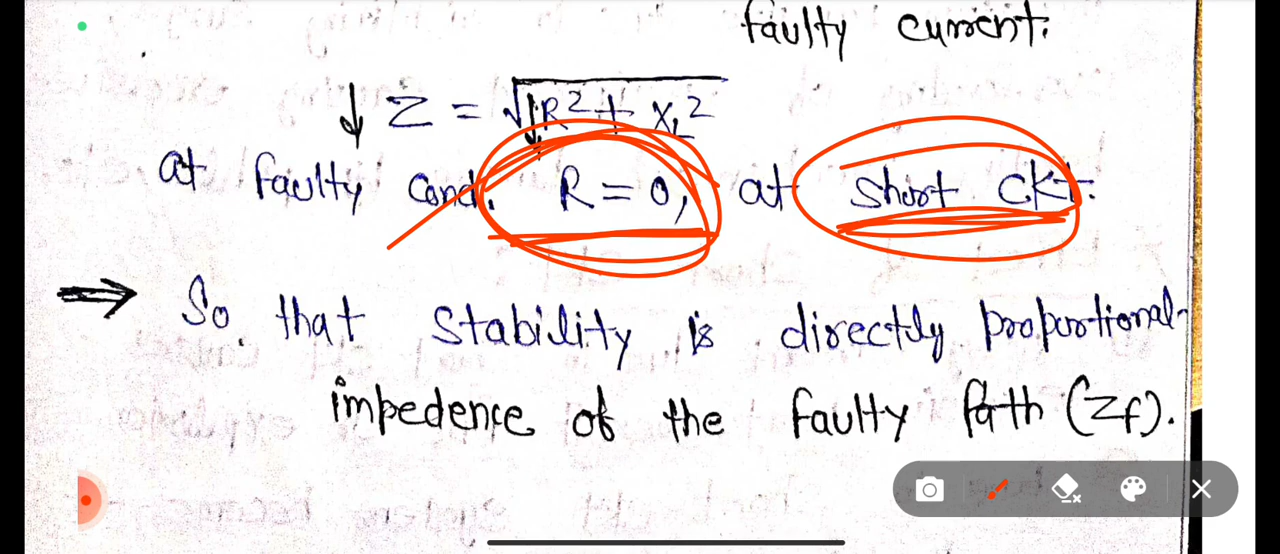 faulty current.
↓ Z = √↓R² + X_L²
at faulty cond. R = 0, at short ckt.
⇒ So that stability is directly proportional-
impedence of the faulty path (Zf).